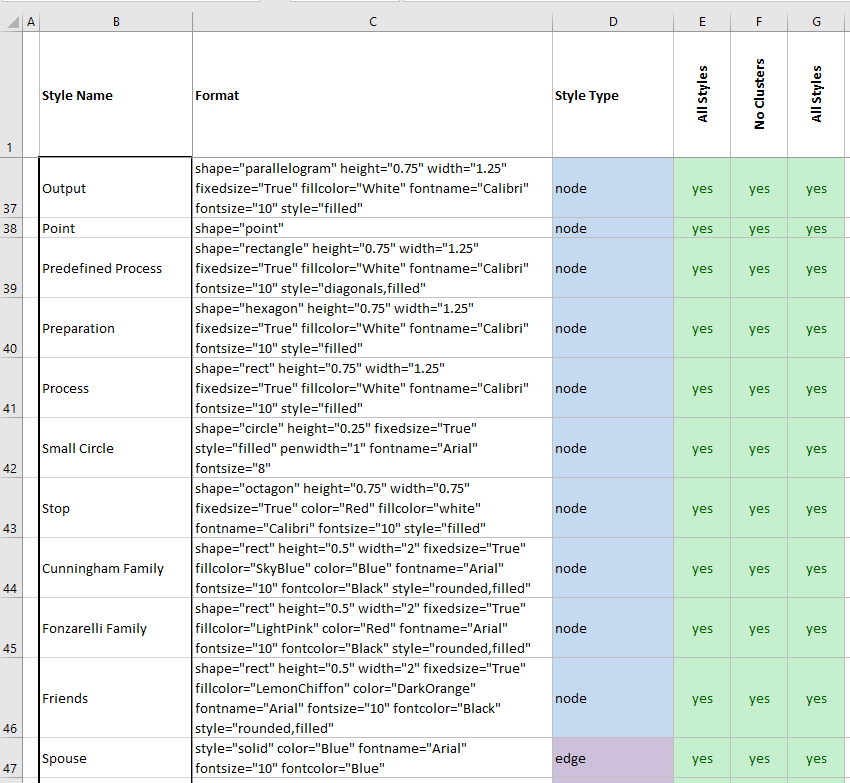 A B C D E F G
1 Style Name Format Style Type All Styles No Clusters All Styles
shape="parallelogram" height="0.75" width="1.25"
Output fixedsize="True" fillcolor="White" fontname="Calibri" node yes yes yes
37 fontsize="10" style="filled"
38 Point shape="point" node yes yes yes
shape="rectangle" height="0.75" width="1.25"
Predefined Process fixedsize="True" fillcolor="White" fontname="Calibri" node yes yes yes
39 fontsize="10" style="diagonals,filled"
shape="hexagon" height="0.75" width="1.25"
Preparation fixedsize="True" fillcolor="White" fontname="Calibri" node yes yes yes
40 fontsize="10" style="filled"
shape="rect" height="0.75" width="1.25"
Process fixedsize="True" fillcolor="White" fontname="Calibri" node yes yes yes
41 fontsize="10" style="filled"
shape="circle" height="0.25" fixedsize="True"
Small Circle style="filled" penwidth="1" fontname="Arial" node yes yes yes
42 fontsize="8"
shape="octagon" height="0.75" width="0.75"
Stop fixedsize="True" color="Red" fillcolor="white" node yes yes yes
43 fontname="Calibri" fontsize="10" style="filled"
shape="rect" height="0.5" width="2" fixedsize="True"
Cunningham Family fillcolor="SkyBlue" color="Blue" fontname="Arial" node yes yes yes
44 fontsize="10" fontcolor="Black" style="rounded,filled"
shape="rect" height="0.5" width="2" fixedsize="True"
Fonzarelli Family fillcolor="LightPink" color="Red" fontname="Arial" node yes yes yes
45 fontsize="10" fontcolor="Black" style="rounded,filled"
shape="rect" height="0.5" width="2" fixedsize="True"
fillcolor="LemonChiffon" color="DarkOrange"
Friends fontname="Arial" fontsize="10" fontcolor="Black" node yes yes yes
46 style="rounded,filled"
style="solid" color="Blue" fontname="Arial"
Spouse edge yes yes yes
47 fontsize="10" fontcolor="Blue"